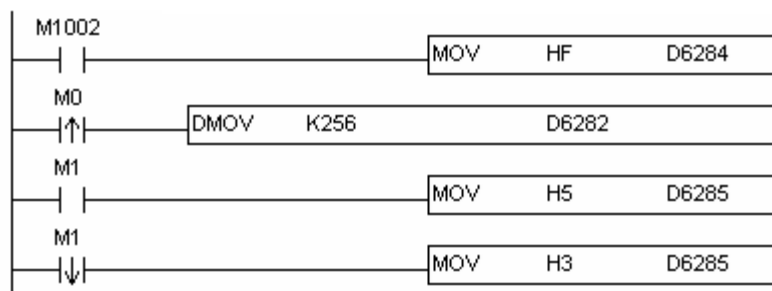 M1002
MOV HF D6284
M0
DMOV K256 D6282
M1
MOV H5 D6285
M1
MOV H3 D6285